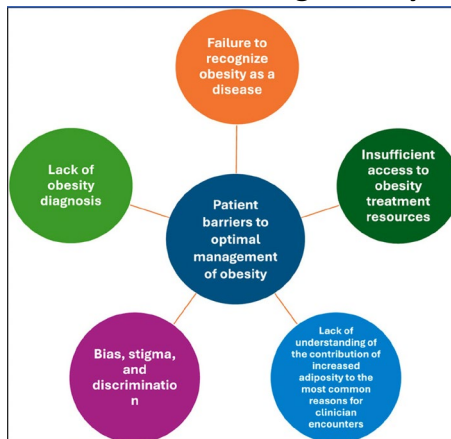 Failure to
recognize
obesity as a
disease
Insufficient
access to
obesity
treatment
resources
Lack of
understanding
of the
contribution of
increased
adiposity to the
most common
reasons for
clinician
encounters
Bias, stigma,
and
discriminatio
n
Lack of
obesity
diagnosis
Patient
barriers to
optimal
management
of obesity